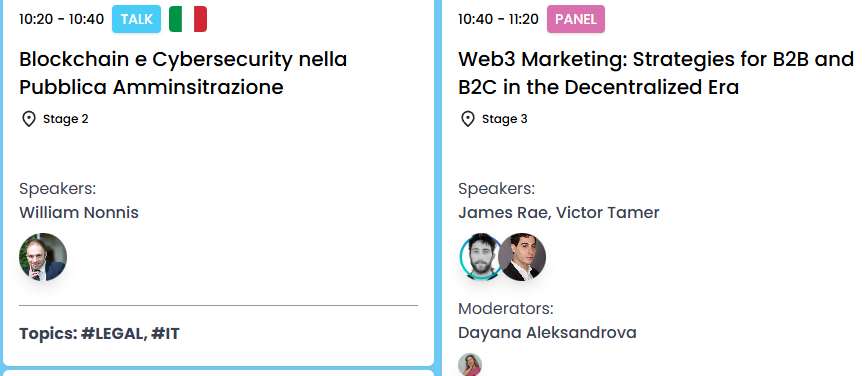 10:20 - 10:40 TALK
Blockchain e Cybersecurity nella
Pubblica Amminsitrazione
Stage 2
Speakers:
William Nonnis
Topics: #LEGAL, #IT
10:40 - 11:20 PANEL
Web3 Marketing: Strategies for B2B and
B2C in the Decentralized Era
Stage 3
Speakers:
James Rae, Victor Tamer
Moderators:
Dayana Aleksandrova